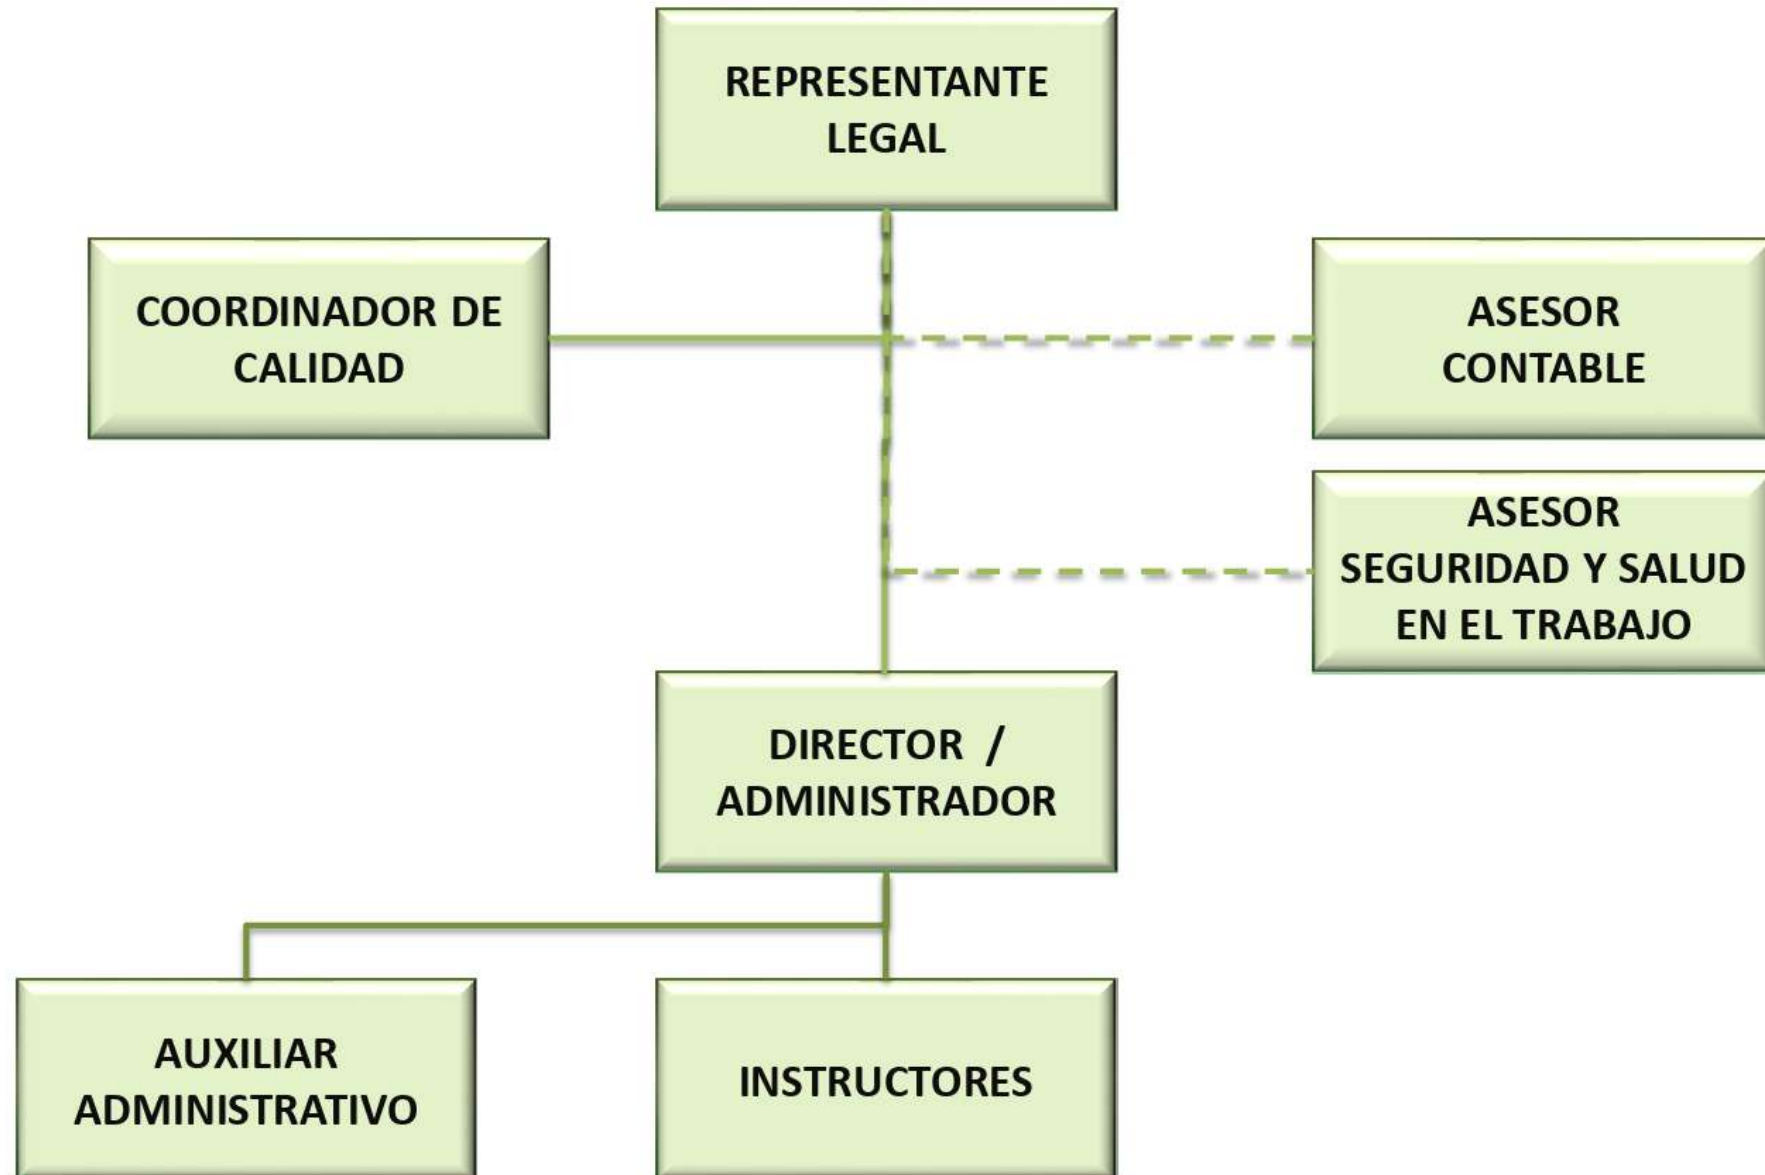 REPRESENTANTE
LEGAL
COORDINADOR DE
CALIDAD
ASESOR
CONTABLE
ASESOR
SEGURIDAD Y SALUD
EN EL TRABAJO
DIRECTOR /
ADMINISTRADOR
AUXILIAR
ADMINISTRATIVO
INSTRUCTORES